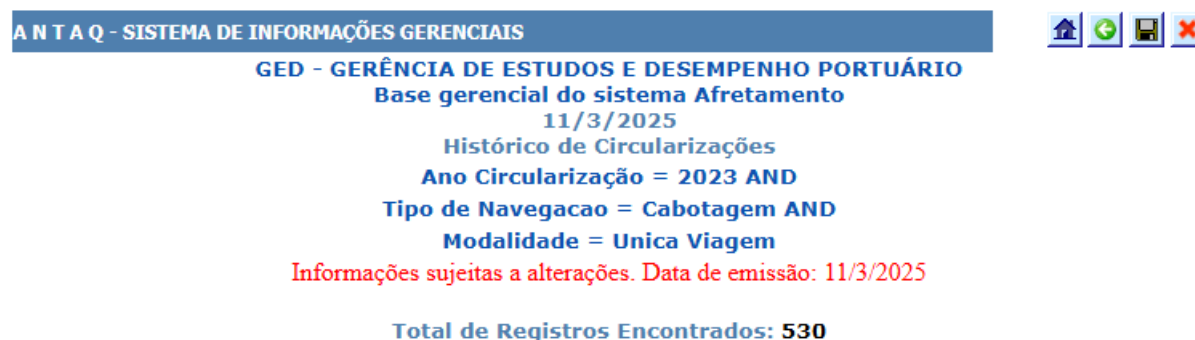 A N T A Q - SISTEMA DE INFORMAÇÕES GERENCIAIS
GED - GERÊNCIA DE ESTUDOS E DESEMPENHO PORTUÁRIO
Base gerencial do sistema Afretamento
11/3/2025
Histórico de Circularizações
Ano Circularização = 2023 AND
Tipo de Navegacao = Cabotagem AND
Modalidade = Unica Viagem
Informações sujeitas a alterações. Data de emissão: 11/3/2025
Total de Registros Encontrados: 530